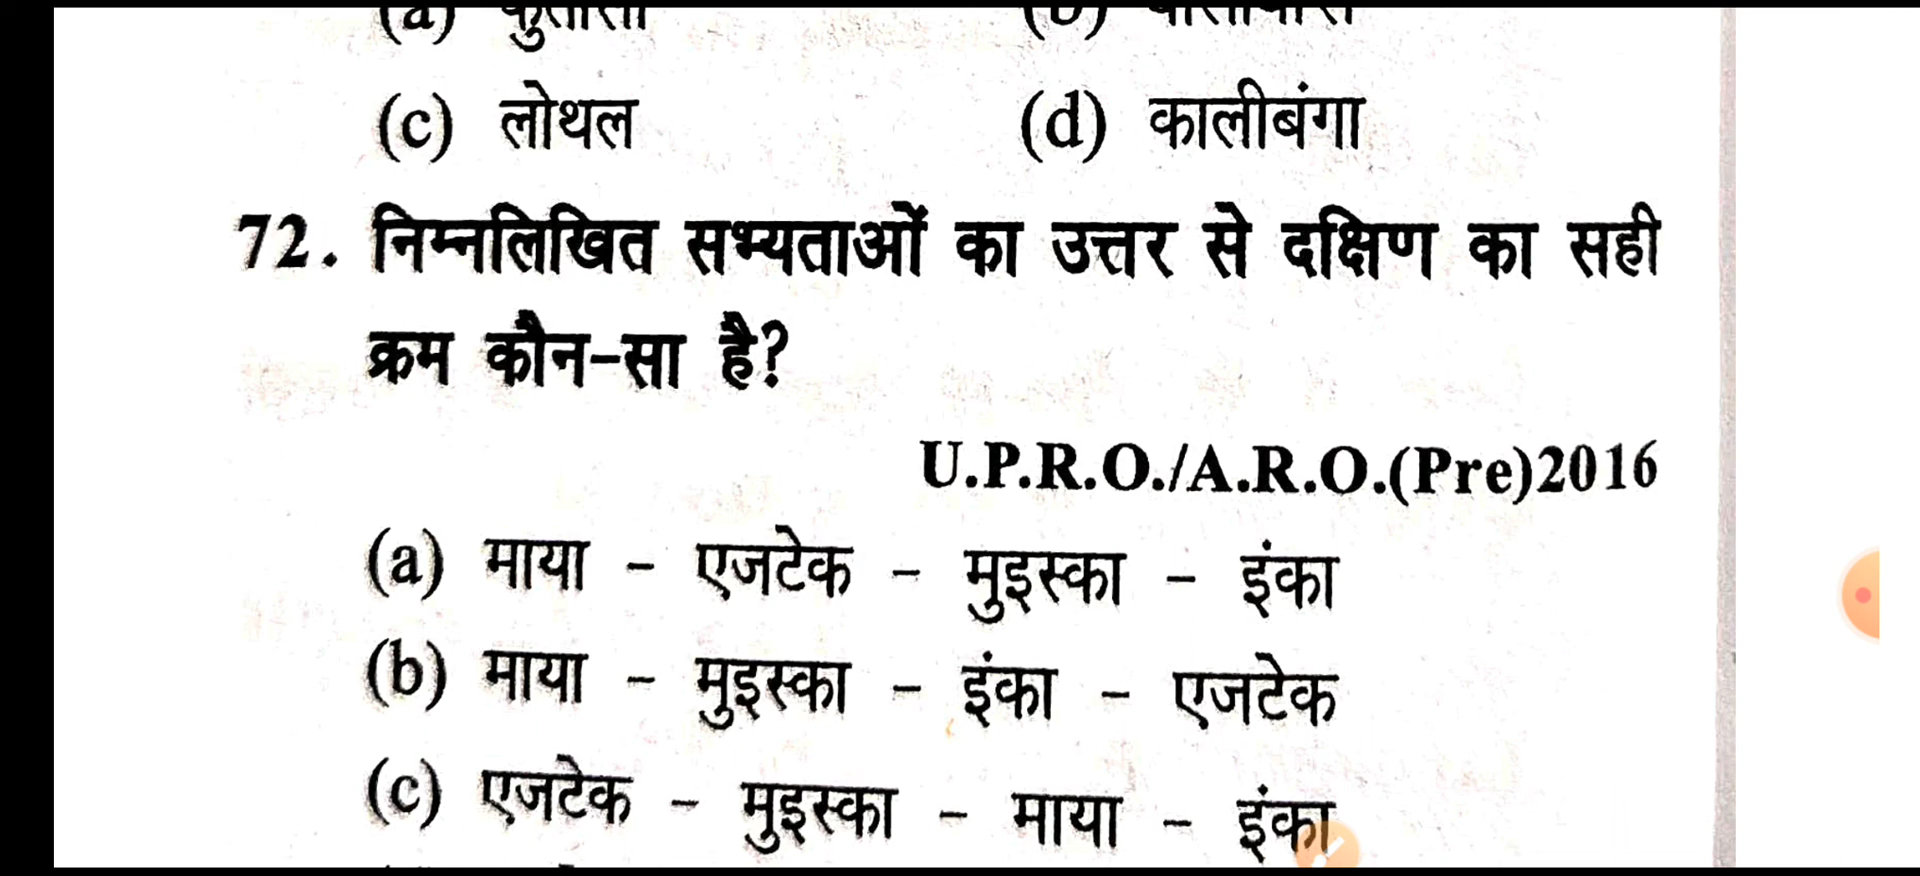 (c) लोथल (d) कालीबंगा
72. निम्नलिखित सभ्यताओं का उत्तर से दक्षिण का सही
क्रम कौन-सा है?
U.P.R.O./A.R.O.(Pre)2016
(a) माया - एजटेक - मुइस्का - इंका
(b) माया - मुइस्का - इंका - एजटेक
(c) एजटेक - मुइस्का - माया - इंका